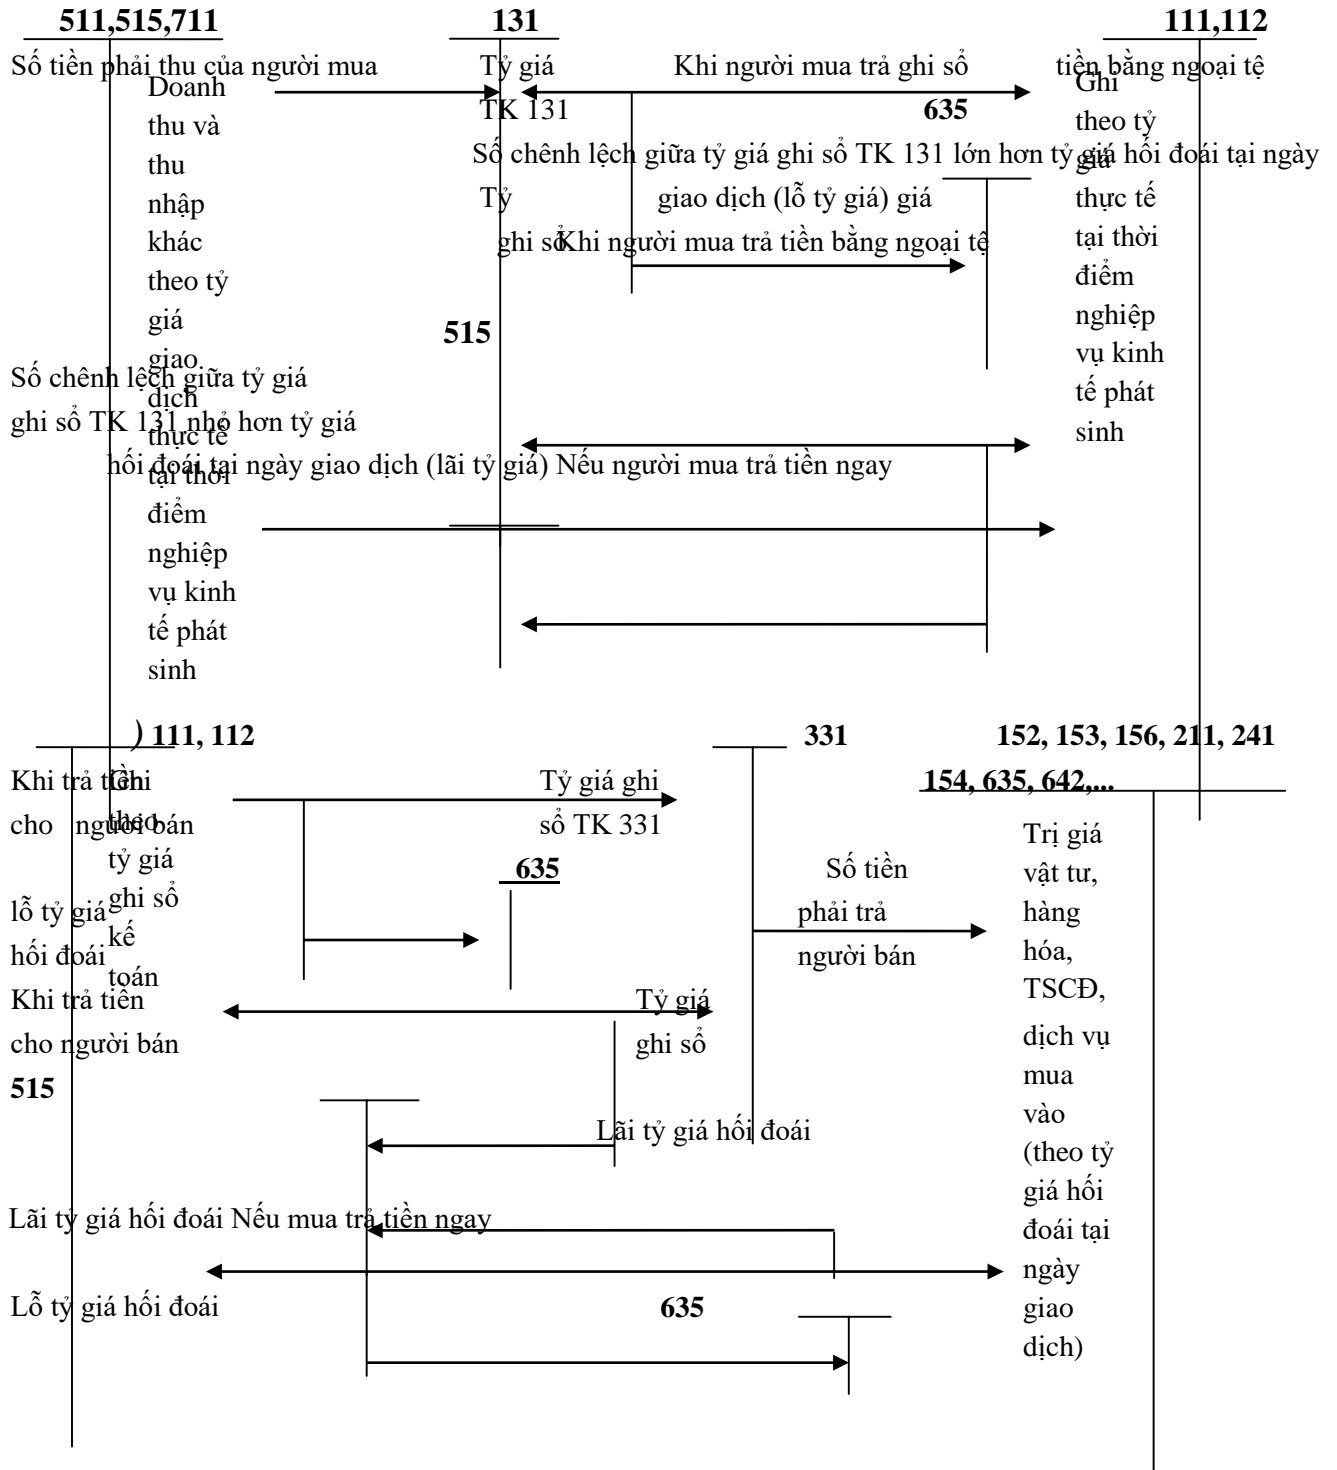 511,515,711
131
111,112
Số tiền phải thu của người mua
Tỷ giá
Khi người mua trả ghi sổ
tiền bằng ngoại tệ
Doanh
thu và
thu
nhập
khác
theo tỷ
giá
giao
dịch
thực tế
tại thời
điểm
nghiệp
vụ kinh
tế phát
sinh
TK 131
635
Ghi
theo tỷ
giá
thực tế
tại thời
điểm
nghiệp
vụ kinh
tế phát
sinh
Số chênh lệch giữa tỷ giá ghi sổ TK 131 lớn hơn tỷ giá hối đoái tại ngày
Tỷ
giao dịch (lỗ tỷ giá) giá
ghi sổ
Khi người mua trả tiền bằng ngoại tệ
515
Số chênh lệch giữa tỷ giá
ghi sổ TK 131 nhỏ hơn tỷ giá
hối đoái tại ngày giao dịch (lãi tỷ giá) Nếu người mua trả tiền ngay
) 111, 112
331
152, 153, 156, 211, 241
154, 635, 642,...
Khi trả tiền
cho người bán
Ghi
theo
tỷ giá
ghi sổ
kế
toán
Tỷ giá ghi
sổ TK 331
635
lỗ tỷ giá
hối đoái
Số tiền
phải trả
người bán
Trị giá
vật tư,
hàng
hóa,
TSCĐ,
dịch vụ
mua
vào
(theo tỷ
giá hối
đoái tại
ngày
giao
dịch)
Khi trả tiền
cho người bán
Tỷ giá
ghi sổ
515
Lãi tỷ giá hối đoái
Lãi tỷ giá hối đoái Nếu mua trả tiền ngay
Lỗ tỷ giá hối đoái
635